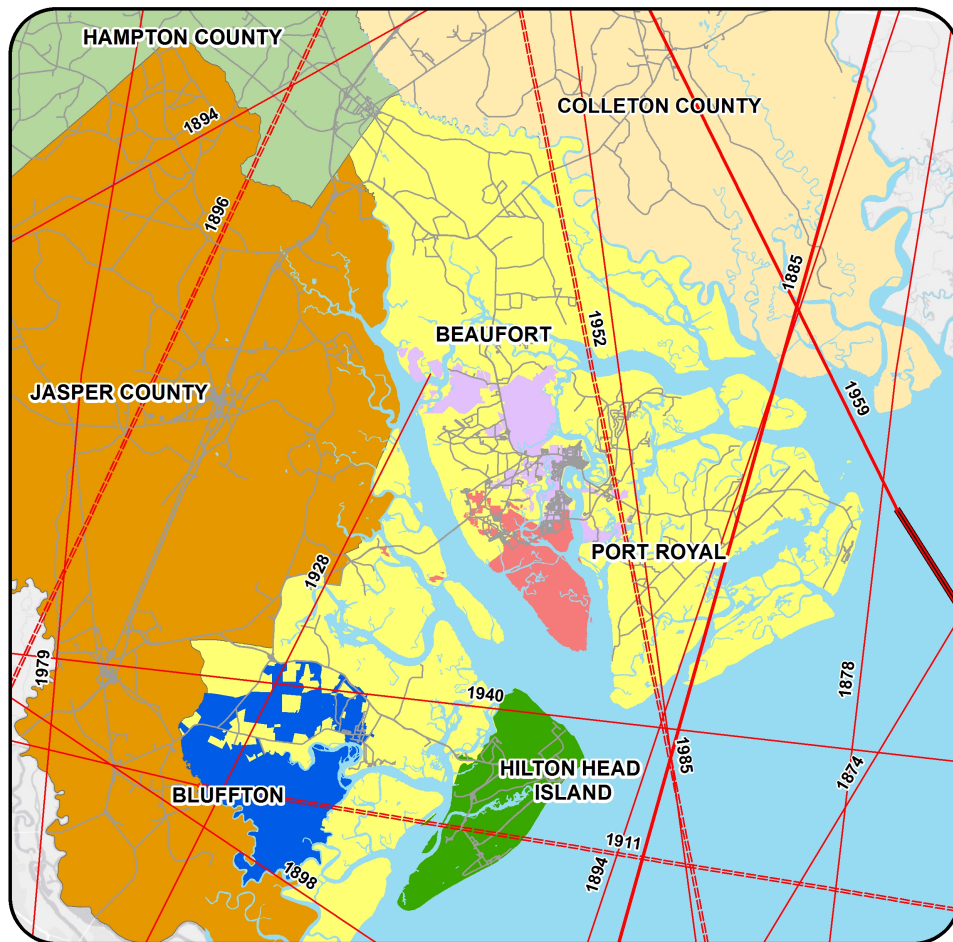 HAMPTON COUNTY
COLLETON COUNTY
1894
1896
1885
1952
BEAUFORT
JASPER COUNTY
1959
PORT ROYAL
1928
1979
1878
1940
1985
HILTON HEAD
ISLAND
1874
BLUFFTON
1911
1894
1898